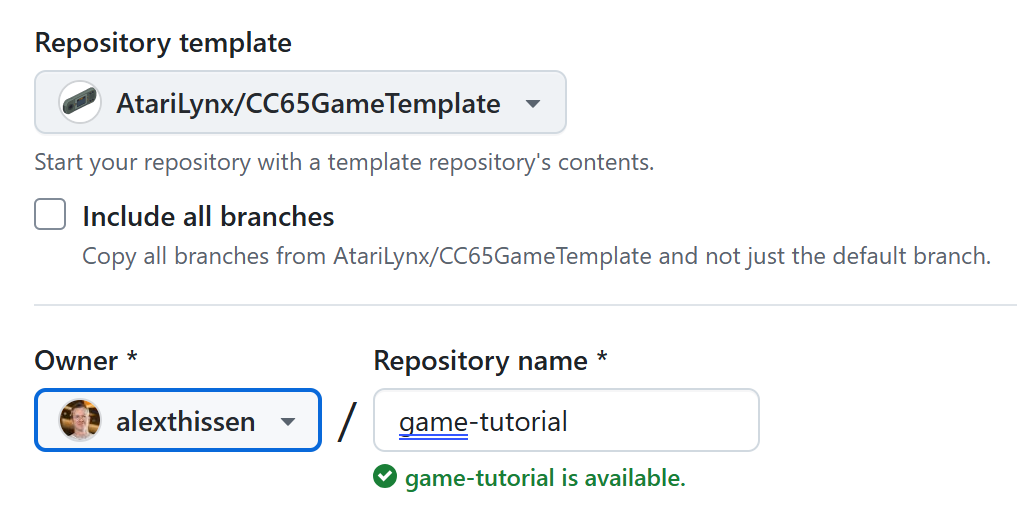 Repository template
AtariLynx/CC65GameTemplate
Start your repository with a template repository's contents.
Include all branches
Copy all branches from AtariLynx/CC65GameTemplate and not just the default branch.
Owner * Repository name *
alexthissen / game-tutorial
game-tutorial is available.